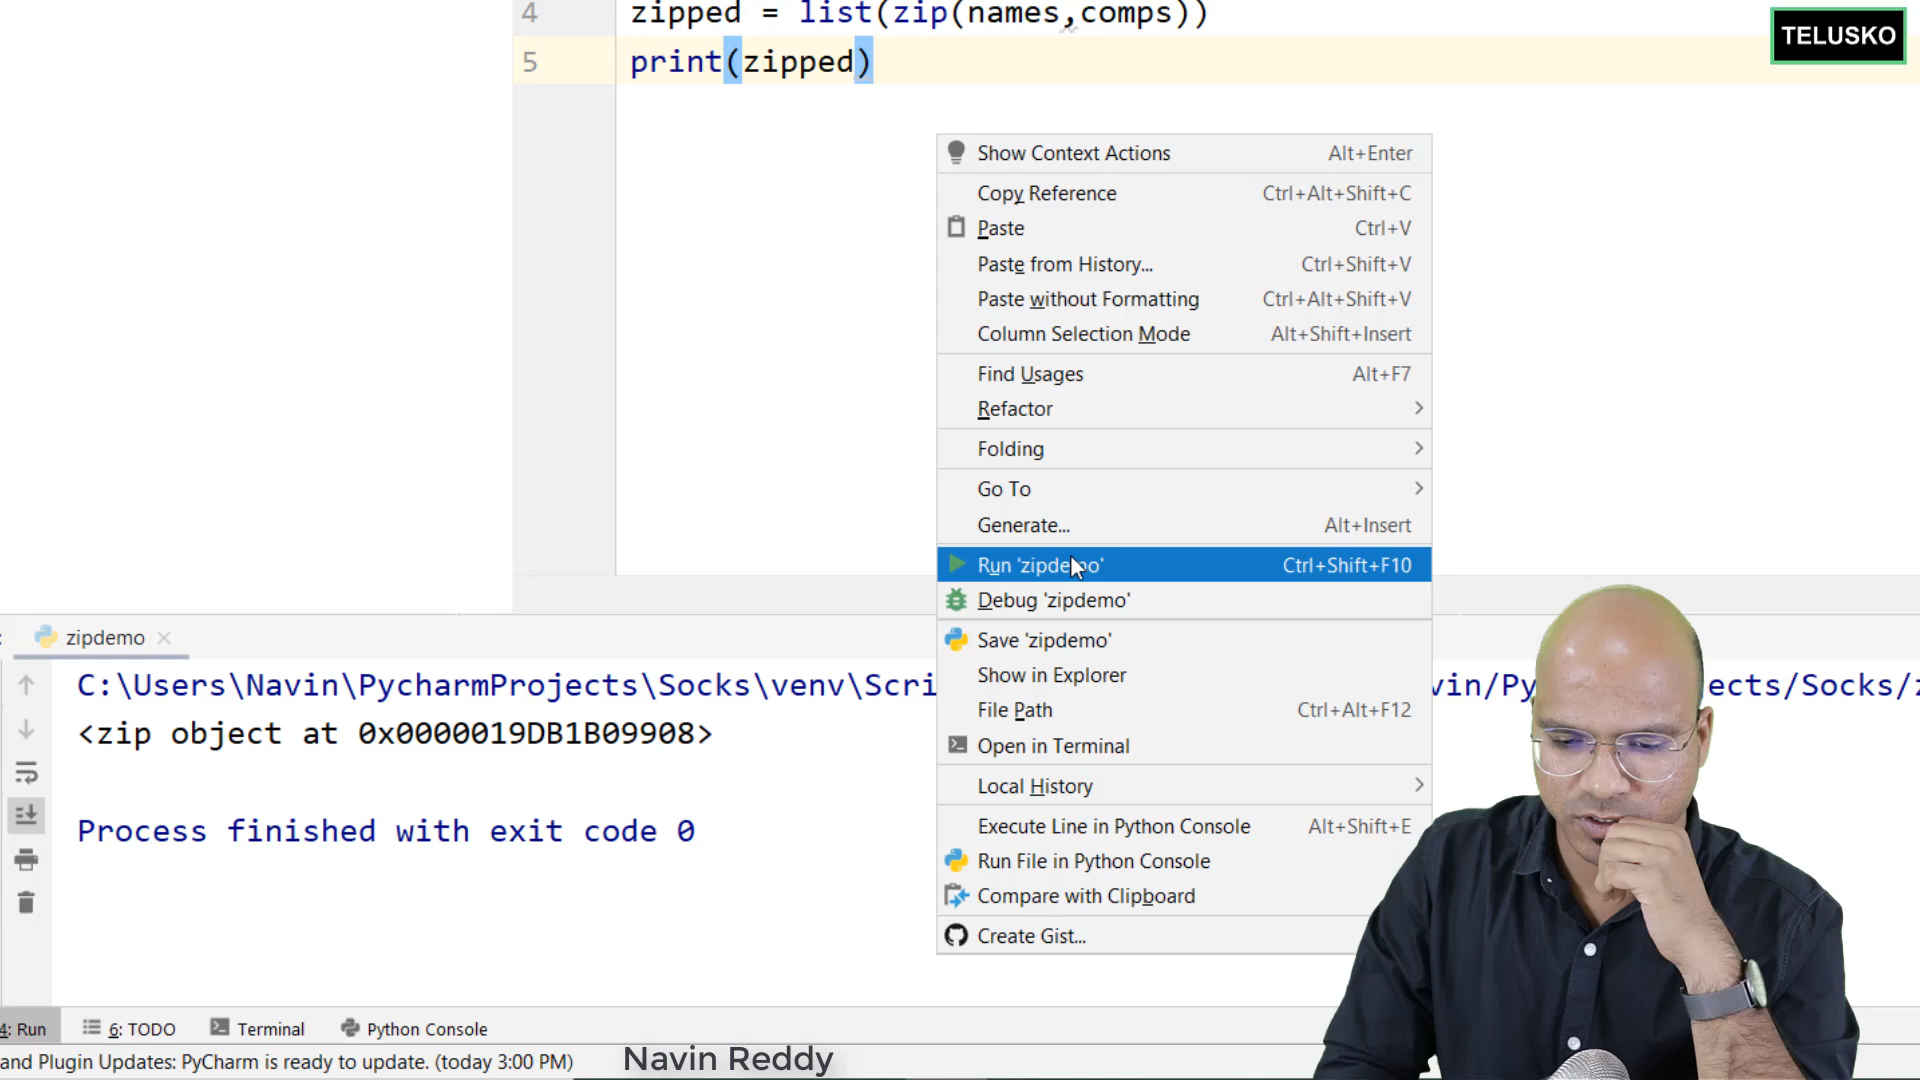 4 zipped = list(zip(names,comps))
TELUSKO
5 print(zipped)
Show Context Actions Alt+Enter
Copy Reference Ctrl+Alt+Shift+C
Paste Ctrl+V
Paste from History... Ctrl+Shift+V
Paste without Formatting Ctrl+Alt+Shift+V
Column Selection Mode Alt+Shift+Insert
Find Usages Alt+F7
Refactor
Folding
Go To
Generate... Alt+Insert
Run 'zipdemo' Ctrl+Shift+F10
Debug 'zipdemo'
Save 'zipdemo'
Show in Explorer
File Path Ctrl+Alt+F12
Open in Terminal
Local History
Execute Line in Python Console Alt+Shift+E
Run File in Python Console
Compare with Clipboard
Create Gist...
zipdemo
C:\Users\Navin\PycharmProjects\Socks\venv\Scri vin/Py ects/Socks/z
<zip object at 0x0000019DB1B09908>
Process finished with exit code 0
4: Run 6: TODO Terminal Python Console
and Plugin Updates: PyCharm is ready to update. (today 3:00 PM)
Navin Reddy